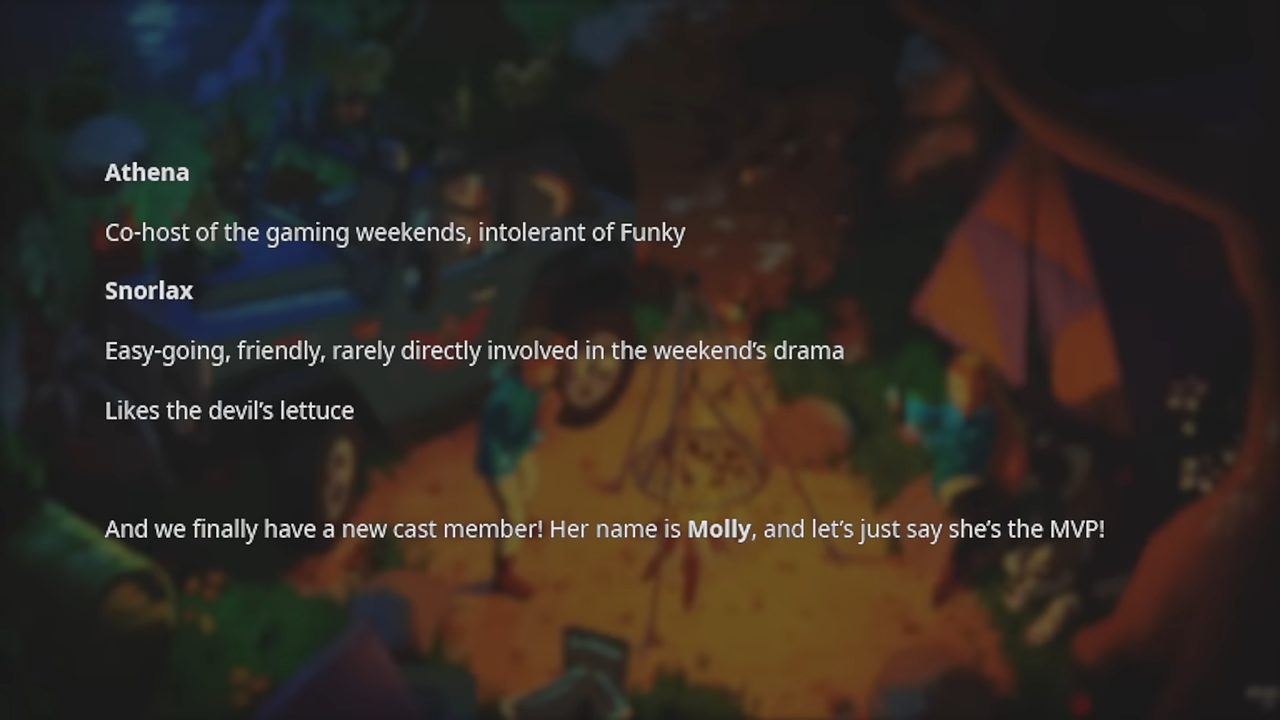 Athena
Co-host of the gaming weekends, intolerant of Funky
Snorlax
Easy-going, friendly, rarely directly involved in the weekend’s drama
Likes the devil’s lettuce
And we finally have a new cast member! Her name is Molly, and let’s just say she’s the MVP!